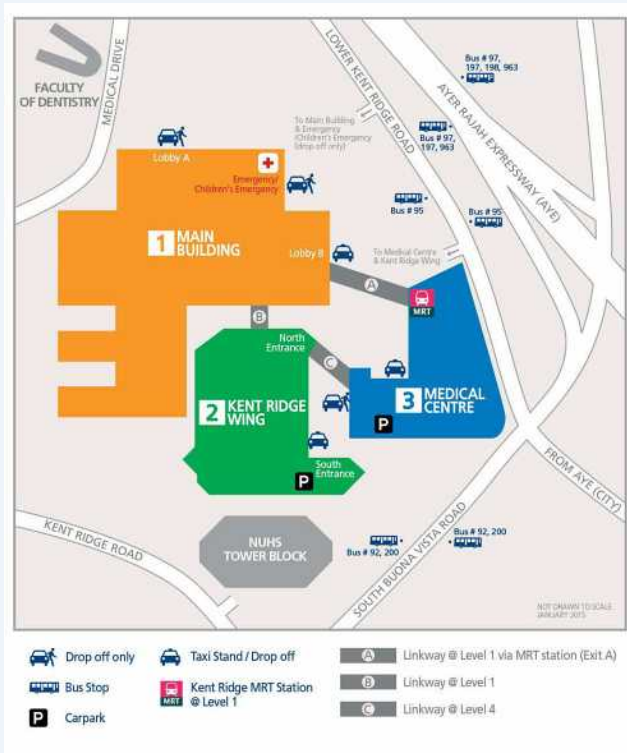 FACULTY
OF DENTISTRY
MEDICAL DRIVE
LOWER KENT RIDGE ROAD
Bus # 97,
197, 198, 963
AYER RAJAH EXPRESSWAY (AYE)
To Main Building
& Emergency
(Children's Emergency
(drop off only)
Bus # 97,
197, 963
Lobby A
Emergency/
Children's Emergency
Bus # 95
Bus # 95
1 MAIN
BUILDING
Lobby B
To Medical Centre
& Kent Ridge Wing
A
MRT
B
North
Entrance
C
2 KENT RIDGE
WING
3 MEDICAL
CENTRE
P
South
Entrance
P
FROM AYE (CITY)
KENT RIDGE ROAD
NUHS
TOWER BLOCK
Bus # 92, 200
Bus # 92, 200
SOUTH BUONA VISTA ROAD
NOT DRAWN TO SCALE
JANUARY 2015
Drop off only
Taxi Stand / Drop off
A Linkway @ Level 1 via MRT station (Exit A)
Bus Stop
MRT Kent Ridge MRT Station
@ Level 1
B Linkway @ Level 1
P Carpark
C Linkway @ Level 4